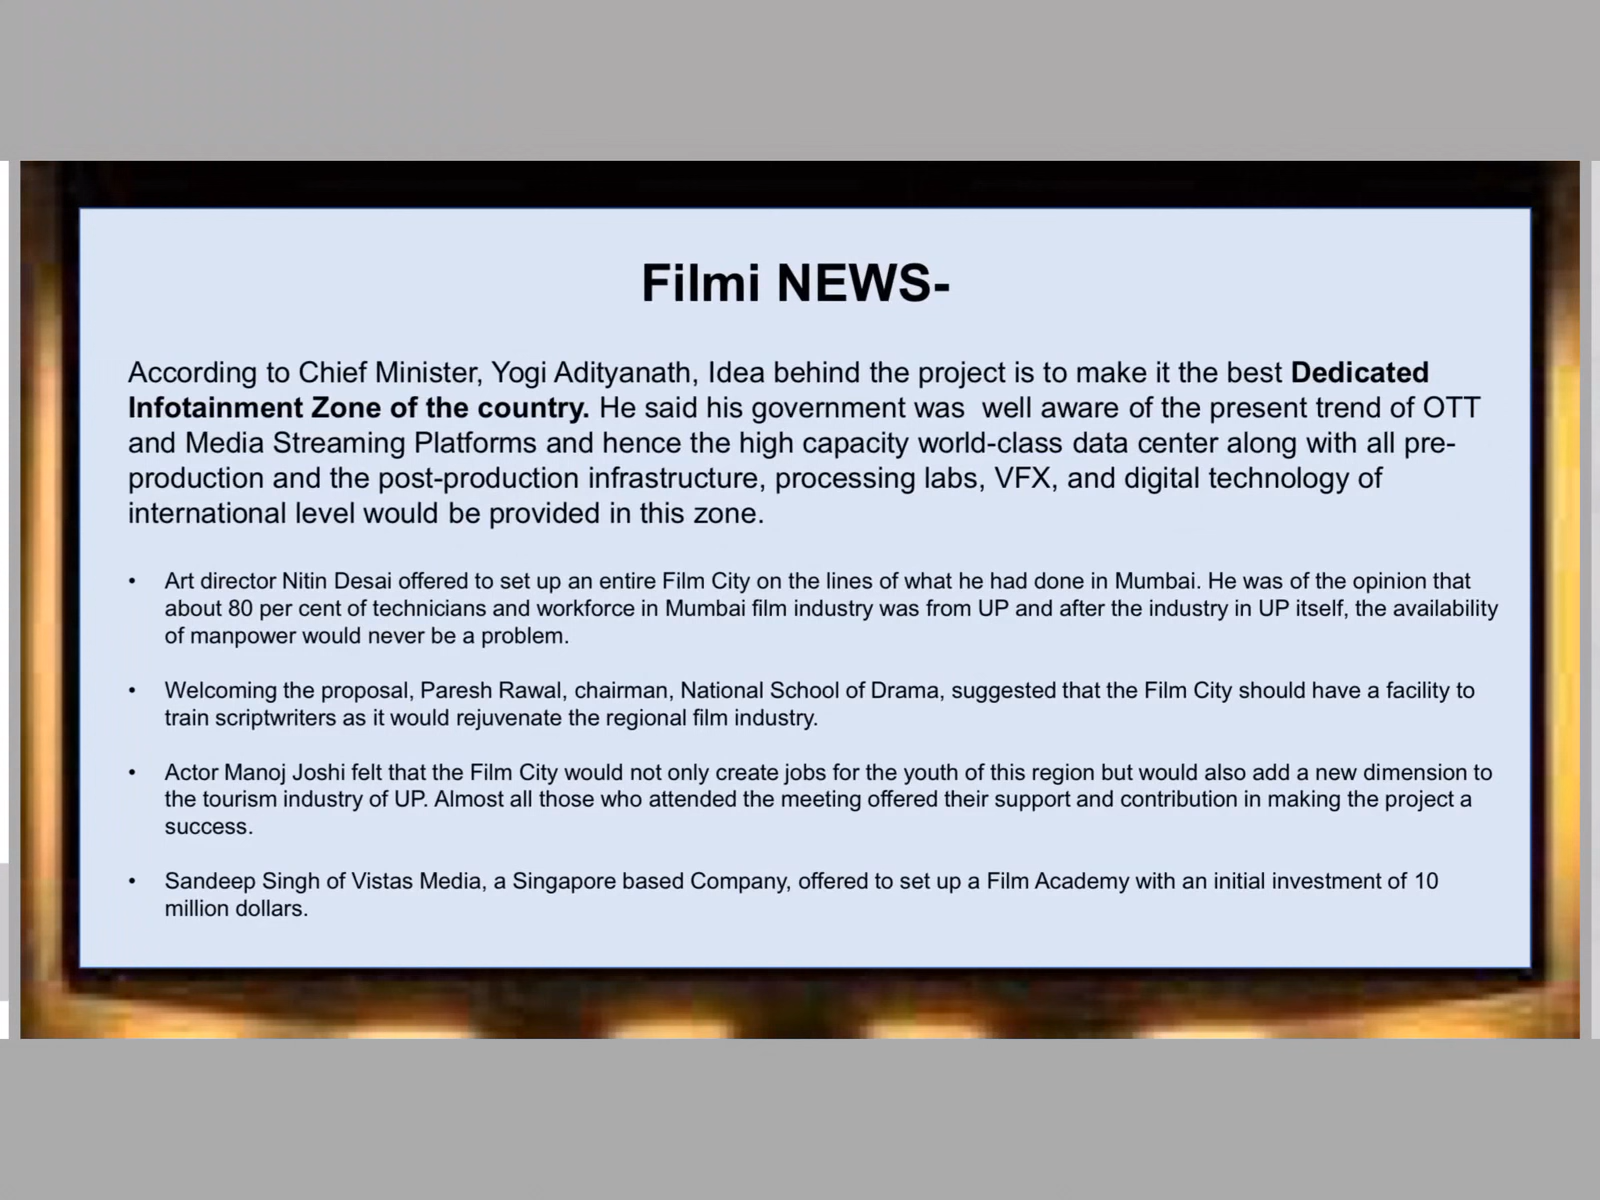 Filmi NEWS-
According to Chief Minister, Yogi Adityanath, Idea behind the project is to make it the best Dedicated
Infotainment Zone of the country. He said his government was  well aware of the present trend of OTT
and Media Streaming Platforms and hence the high capacity world-class data center along with all pre-
production and the post-production infrastructure, processing labs, VFX, and digital technology of
international level would be provided in this zone.
• Art director Nitin Desai offered to set up an entire Film City on the lines of what he had done in Mumbai. He was of the opinion that
about 80 per cent of technicians and workforce in Mumbai film industry was from UP and after the industry in UP itself, the availability
of manpower would never be a problem.
• Welcoming the proposal, Paresh Rawal, chairman, National School of Drama, suggested that the Film City should have a facility to
train scriptwriters as it would rejuvenate the regional film industry.
• Actor Manoj Joshi felt that the Film City would not only create jobs for the youth of this region but would also add a new dimension to
the tourism industry of UP. Almost all those who attended the meeting offered their support and contribution in making the project a
success.
• Sandeep Singh of Vistas Media, a Singapore based Company, offered to set up a Film Academy with an initial investment of 10
million dollars.